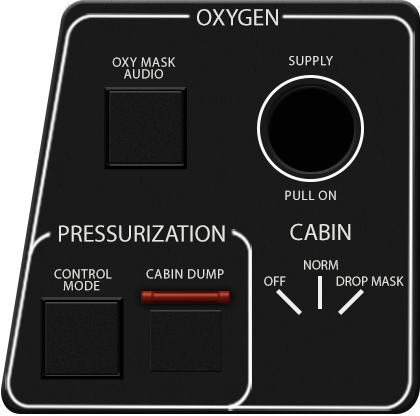 OXYGEN
OXY MASK
AUDIO
SUPPLY
PULL ON
PRESSURIZATION
CONTROL
MODE
CABIN DUMP
CABIN
OFF
NORM
DROP MASK